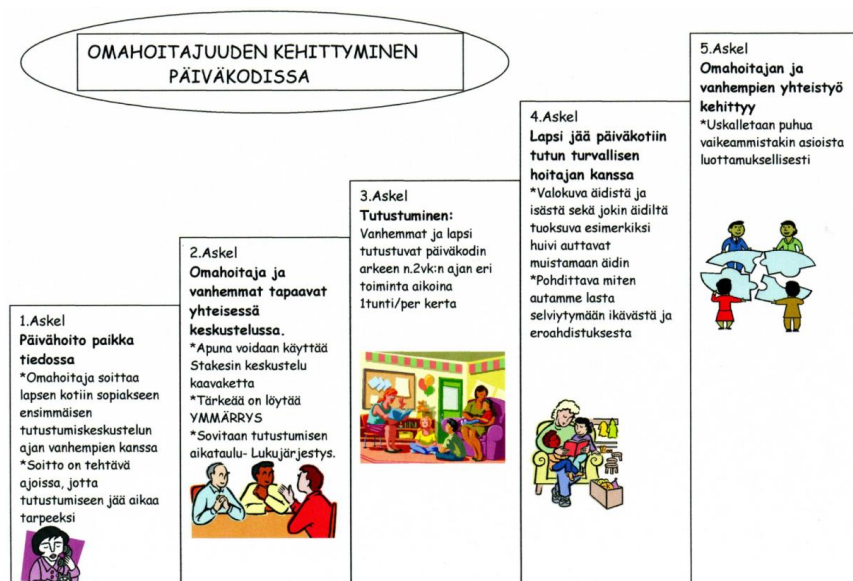 OMAHOITAJUUDEN KEHITTYMINEN
PÄIVÄKODISSA
1.Askel
Päivähoito paikka
tiedossa
*Omahoitaja soittaa
lapsen kotiin sopiakseen
ensimmäisen
tutustumiskeskustelun
ajan vanhempien kanssa
*Soitto on tehtävä
ajoissa, jotta
tutustumiseen jää aikaa
tarpeeksi
2.Askel
Omahoitaja ja
vanhemmat tapaavat
yhteisessä
keskustelussa.
*Apuna voidaan käyttää
Stakesin keskustelu
kaavaketta
*Tärkeää on löytää
YMMÄRRYS
*Sovitaan tutustumisen
aikataulu- Lukujärjestys.
3.Askel
Tutustuminen:
Vanhemmat ja lapsi
tutustuvat päiväkodin
arkeen n.2vk:n ajan eri
toiminta aikoina
1tunti/per kerta
4.Askel
Lapsi jää päiväkotiin
tutun turvallisen
hoitajan kanssa
*Valokuva äidistä ja
isästä sekä jokin äidiltä
tuoksuva esimerkiksi
huivi auttavat
muistamaan äidin
*Pohdittava miten
autamme lasta
selviytymään ikävästä ja
eroahdistuksesta
5.Askel
Omahoitajan ja
vanhempien yhteistyö
kehittyy
*Uskalletaan puhua
vaikeammistakin asioista
luottamuksellisesti